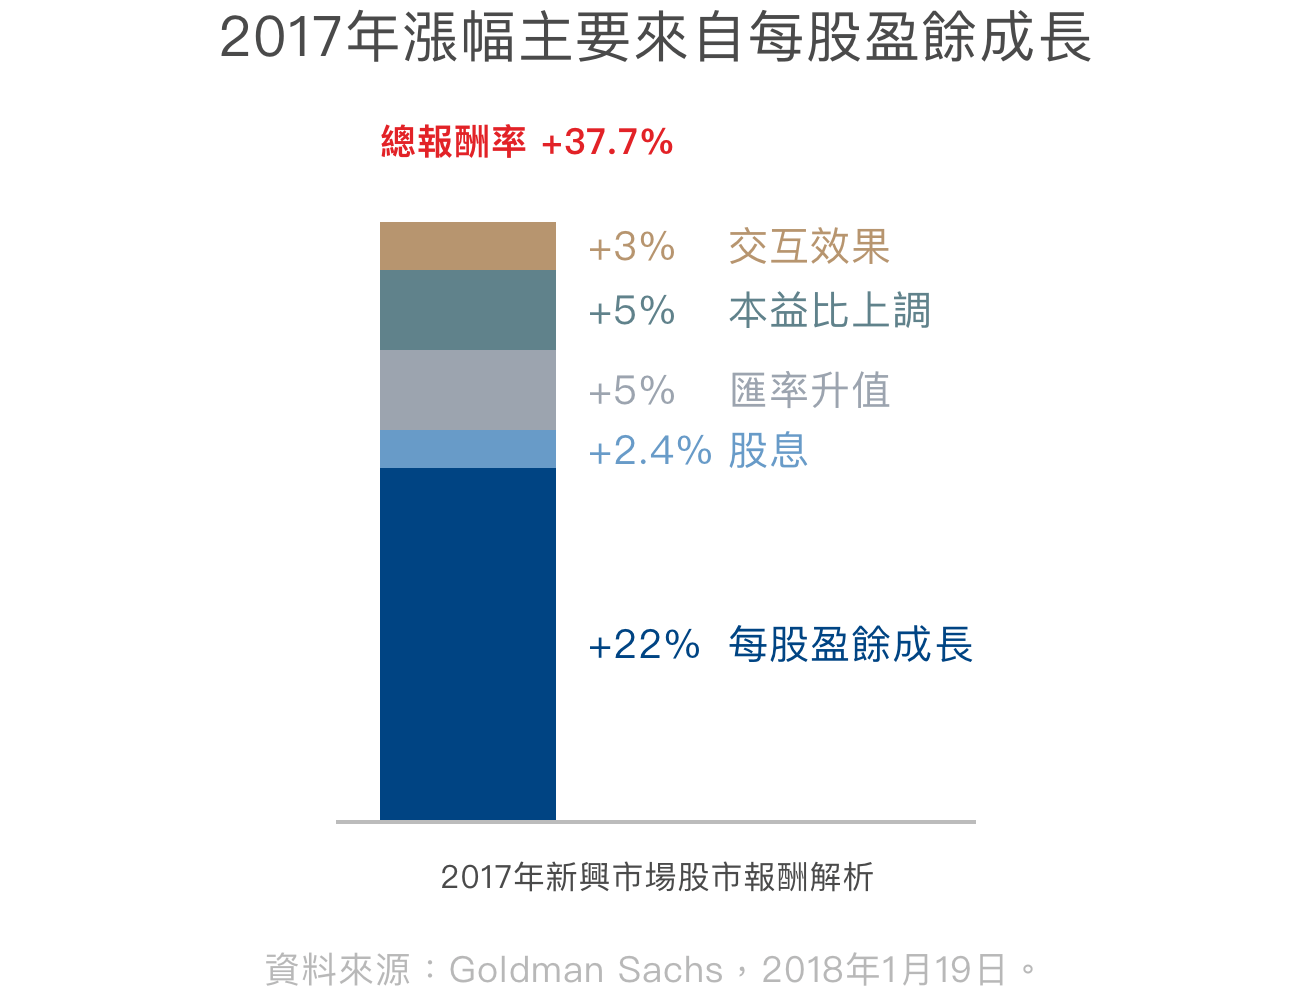 2017年漲幅主要來自每股盈餘成長
總報酬率 +37.7%
+3% 交互效果
+5% 本益比上調
+5% 匯率升值
+2.4% 股息
+22% 每股盈餘成長
2017年新興市場股市報酬解析
資料來源：Goldman Sachs，2018年1月19日。